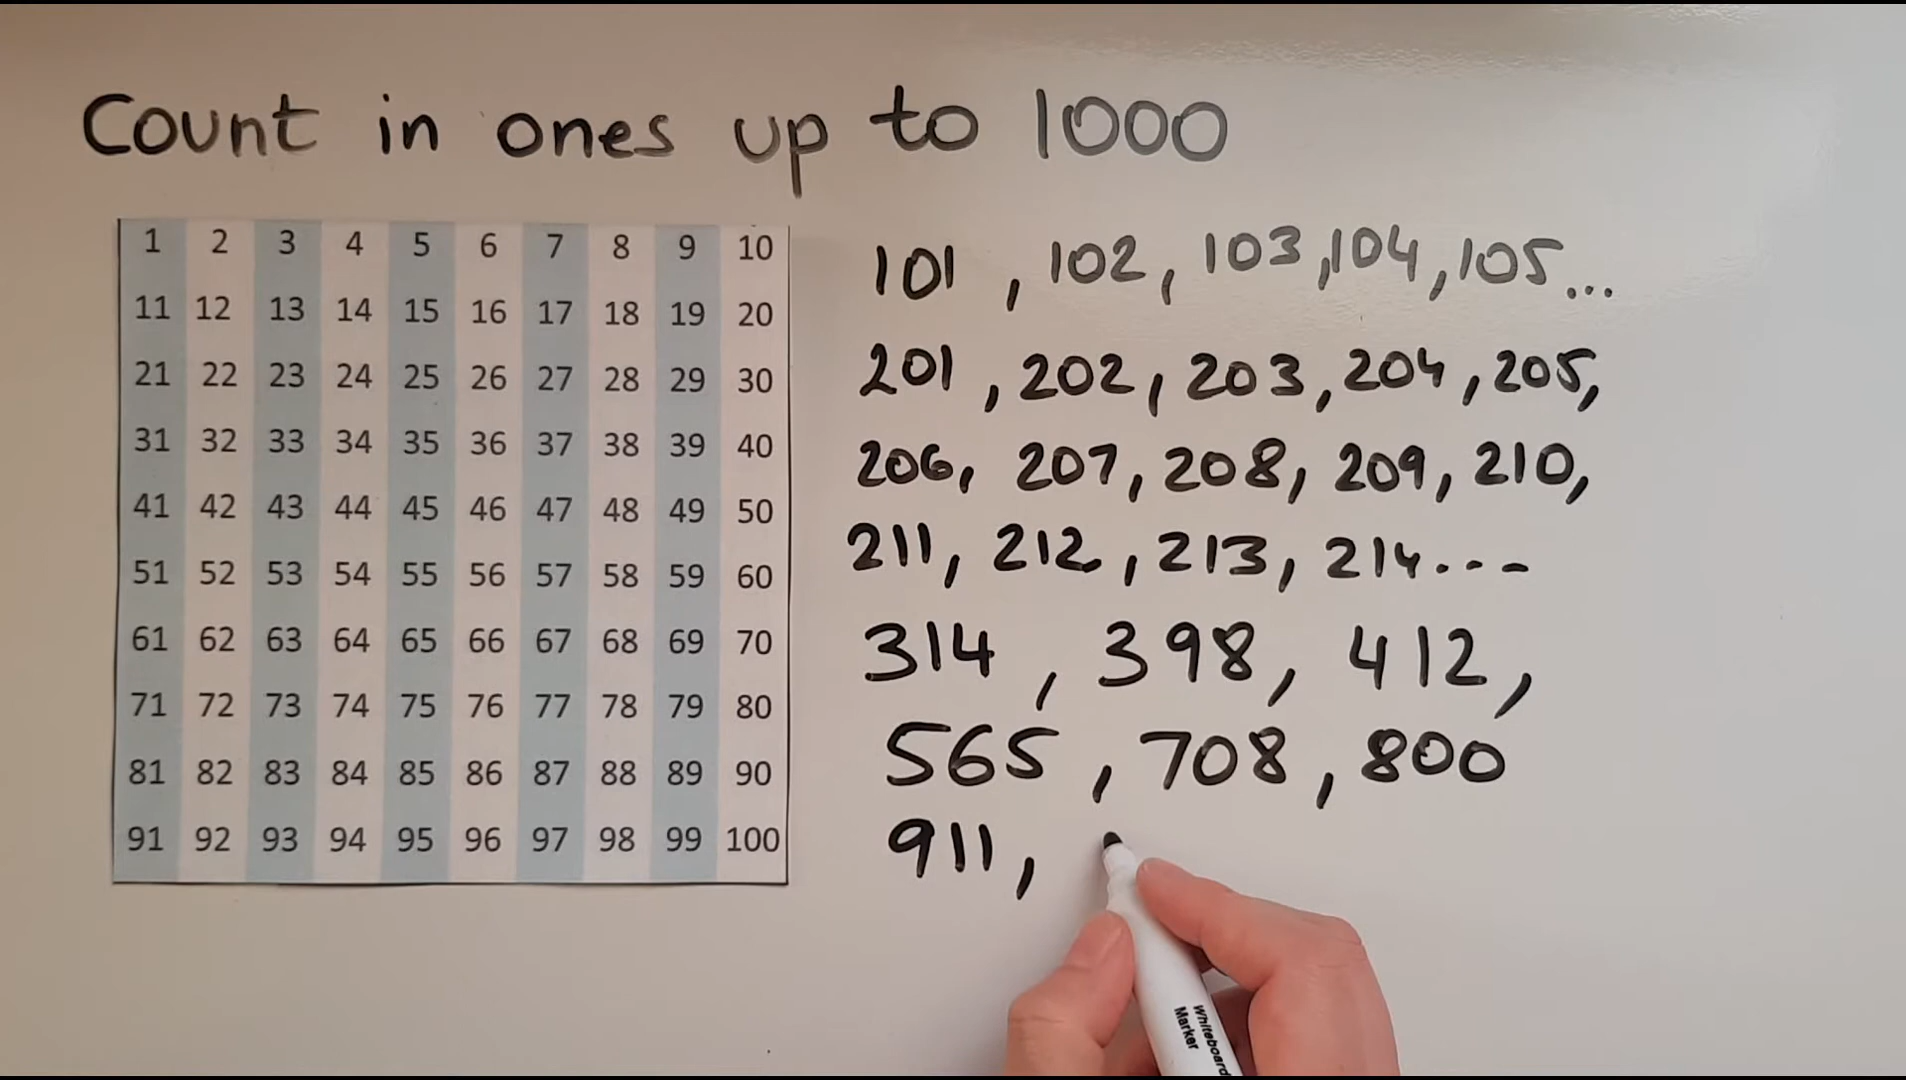 Count in ones up to 1000
1 2 3 4 5 6 7 8 9 10
11 12 13 14 15 16 17 18 19 20
21 22 23 24 25 26 27 28 29 30
31 32 33 34 35 36 37 38 39 40
41 42 43 44 45 46 47 48 49 50
51 52 53 54 55 56 57 58 59 60
61 62 63 64 65 66 67 68 69 70
71 72 73 74 75 76 77 78 79 80
81 82 83 84 85 86 87 88 89 90
91 92 93 94 95 96 97 98 99 100
101, 102, 103, 104, 105...
201, 202, 203, 204, 205,
206, 207, 208, 209, 210,
211, 212, 213, 214...
314, 398, 412,
565, 708, 800
911,
Whiteboard
Marker